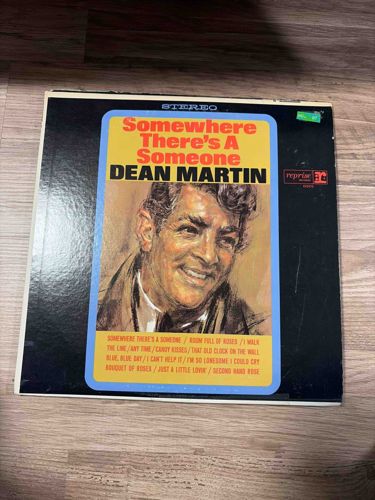 STEREO
Somewhere
There's A
Someone
DEAN MARTIN
reprise
SOMEWHERE THERE'S A SOMEONE / ROOM FULL OF ROSES / I WALK
THE LINE / ANY TIME / CANDY KISSES / THAT OLD CLOCK ON THE WALL
BLUE, BLUE DAY / I CAN'T HELP IT / I'M SO LONESOME I COULD CRY
BOUQUET OF ROSES / JUST A LITTLE LOVIN' / SECOND HAND ROSE